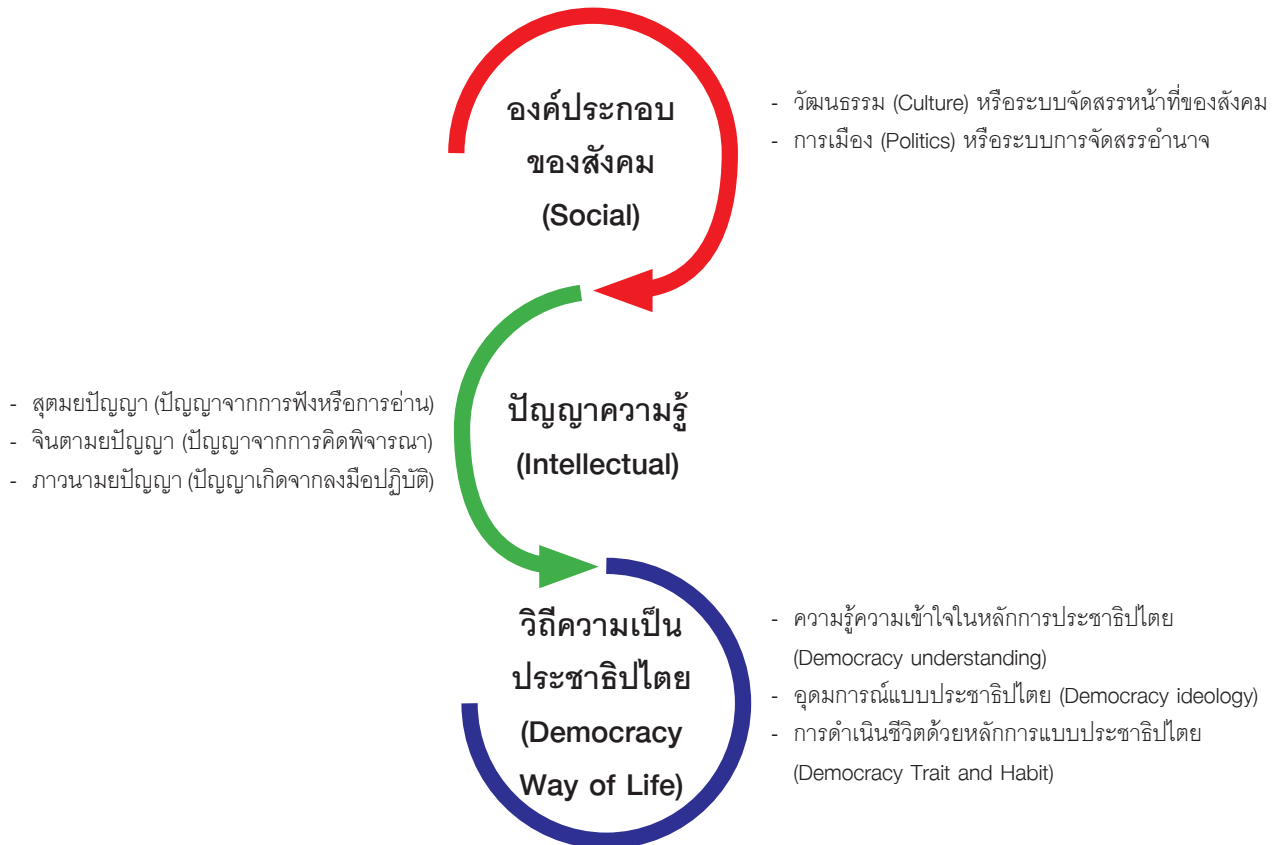 องค์ประกอบ
ของสังคม
(Social)
- วัฒนธรรม (Culture) หรือระบบจัดสรรหน้าที่ของสังคม
- การเมือง (Politics) หรือระบบการจัดสรรอำนาจ
- สุตมยปัญญา (ปัญญาจากการฟังหรือการอ่าน)
- จินตามยปัญญา (ปัญญาจากการคิดพิจารณา)
- ภาวนามยปัญญา (ปัญญาเกิดจากลงมือปฏิบัติ)
ปัญญาความรู้
(Intellectual)
วิถีความเป็น
ประชาธิปไตย
(Democracy
Way of Life)
- ความรู้ความเข้าใจในหลักการประชาธิปไตย
(Democracy understanding)
- อุดมการณ์แบบประชาธิปไตย (Democracy ideology)
- การดำเนินชีวิตด้วยหลักการแบบประชาธิปไตย
(Democracy Trait and Habit)